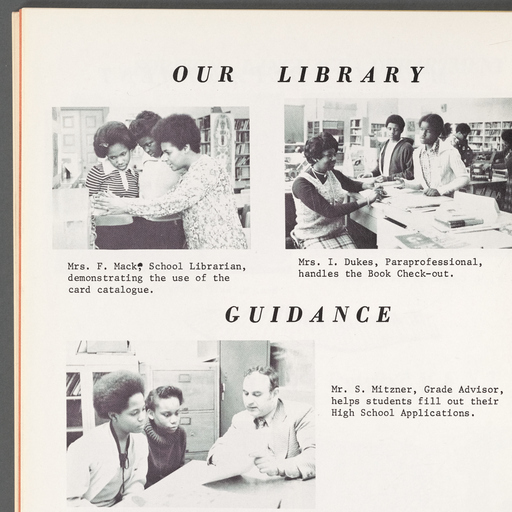 OUR LIBRARY
Mrs. F. Mack, School Librarian,
demonstrating the use of the
card catalogue.
Mrs. I. Dukes, Paraprofessional,
handles the Book Check-out.
GUIDANCE
Mr. S. Mitzner, Grade Advisor,
helps students fill out their
High School Applications.